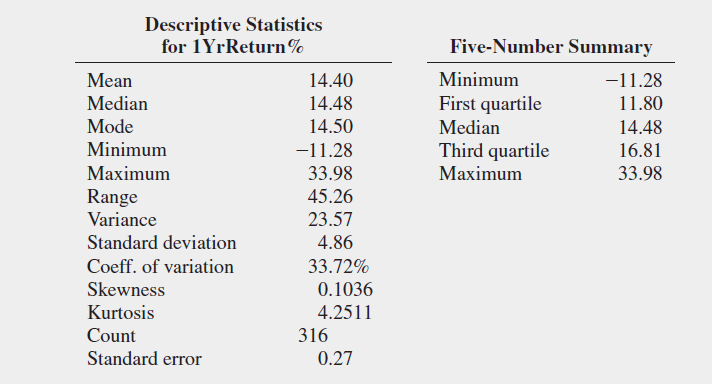 Descriptive Statistics
for 1YrReturn%
Mean 14.40
Median 14.48
Mode 14.50
Minimum −11.28
Maximum 33.98
Range 45.26
Variance 23.57
Standard deviation 4.86
Coeff. of variation 33.72%
Skewness 0.1036
Kurtosis 4.2511
Count 316
Standard error 0.27
Five-Number Summary
Minimum −11.28
First quartile 11.80
Median 14.48
Third quartile 16.81
Maximum 33.98